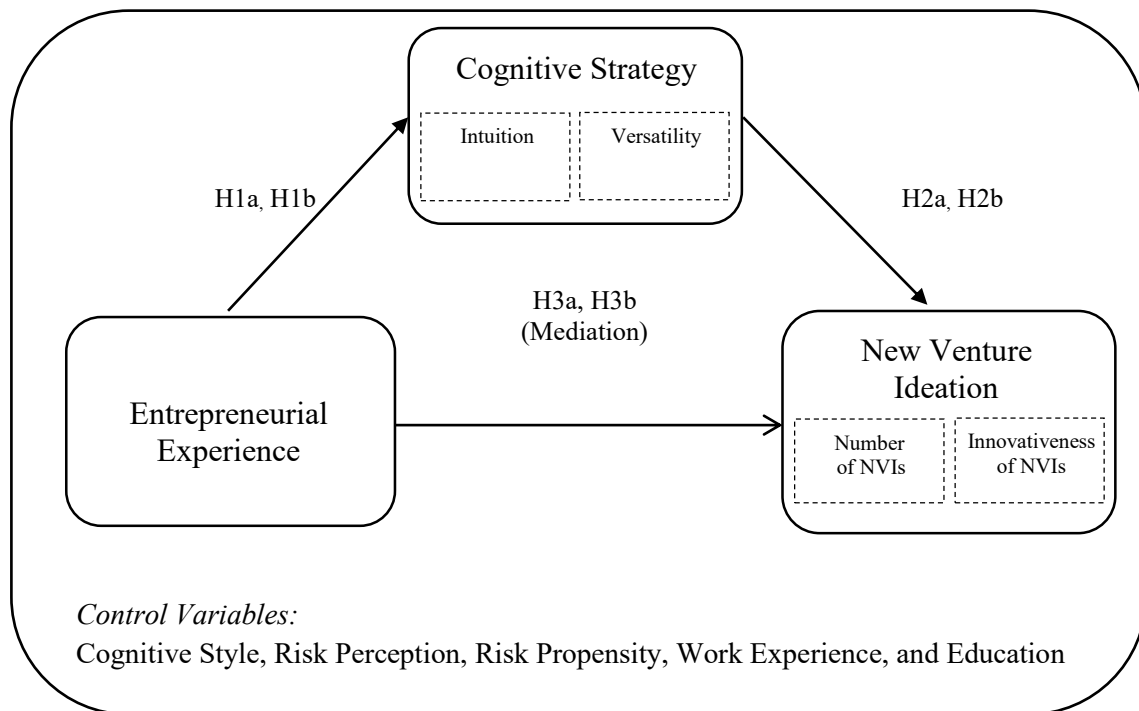 Cognitive Strategy
Intuition
Versatility
H1a, H1b
H2a, H2b
H3a, H3b
(Mediation)
Entrepreneurial
Experience
New Venture
Ideation
Number
of NVIs
Innovativeness
of NVIs
Control Variables:
Cognitive Style, Risk Perception, Risk Propensity, Work Experience, and Education